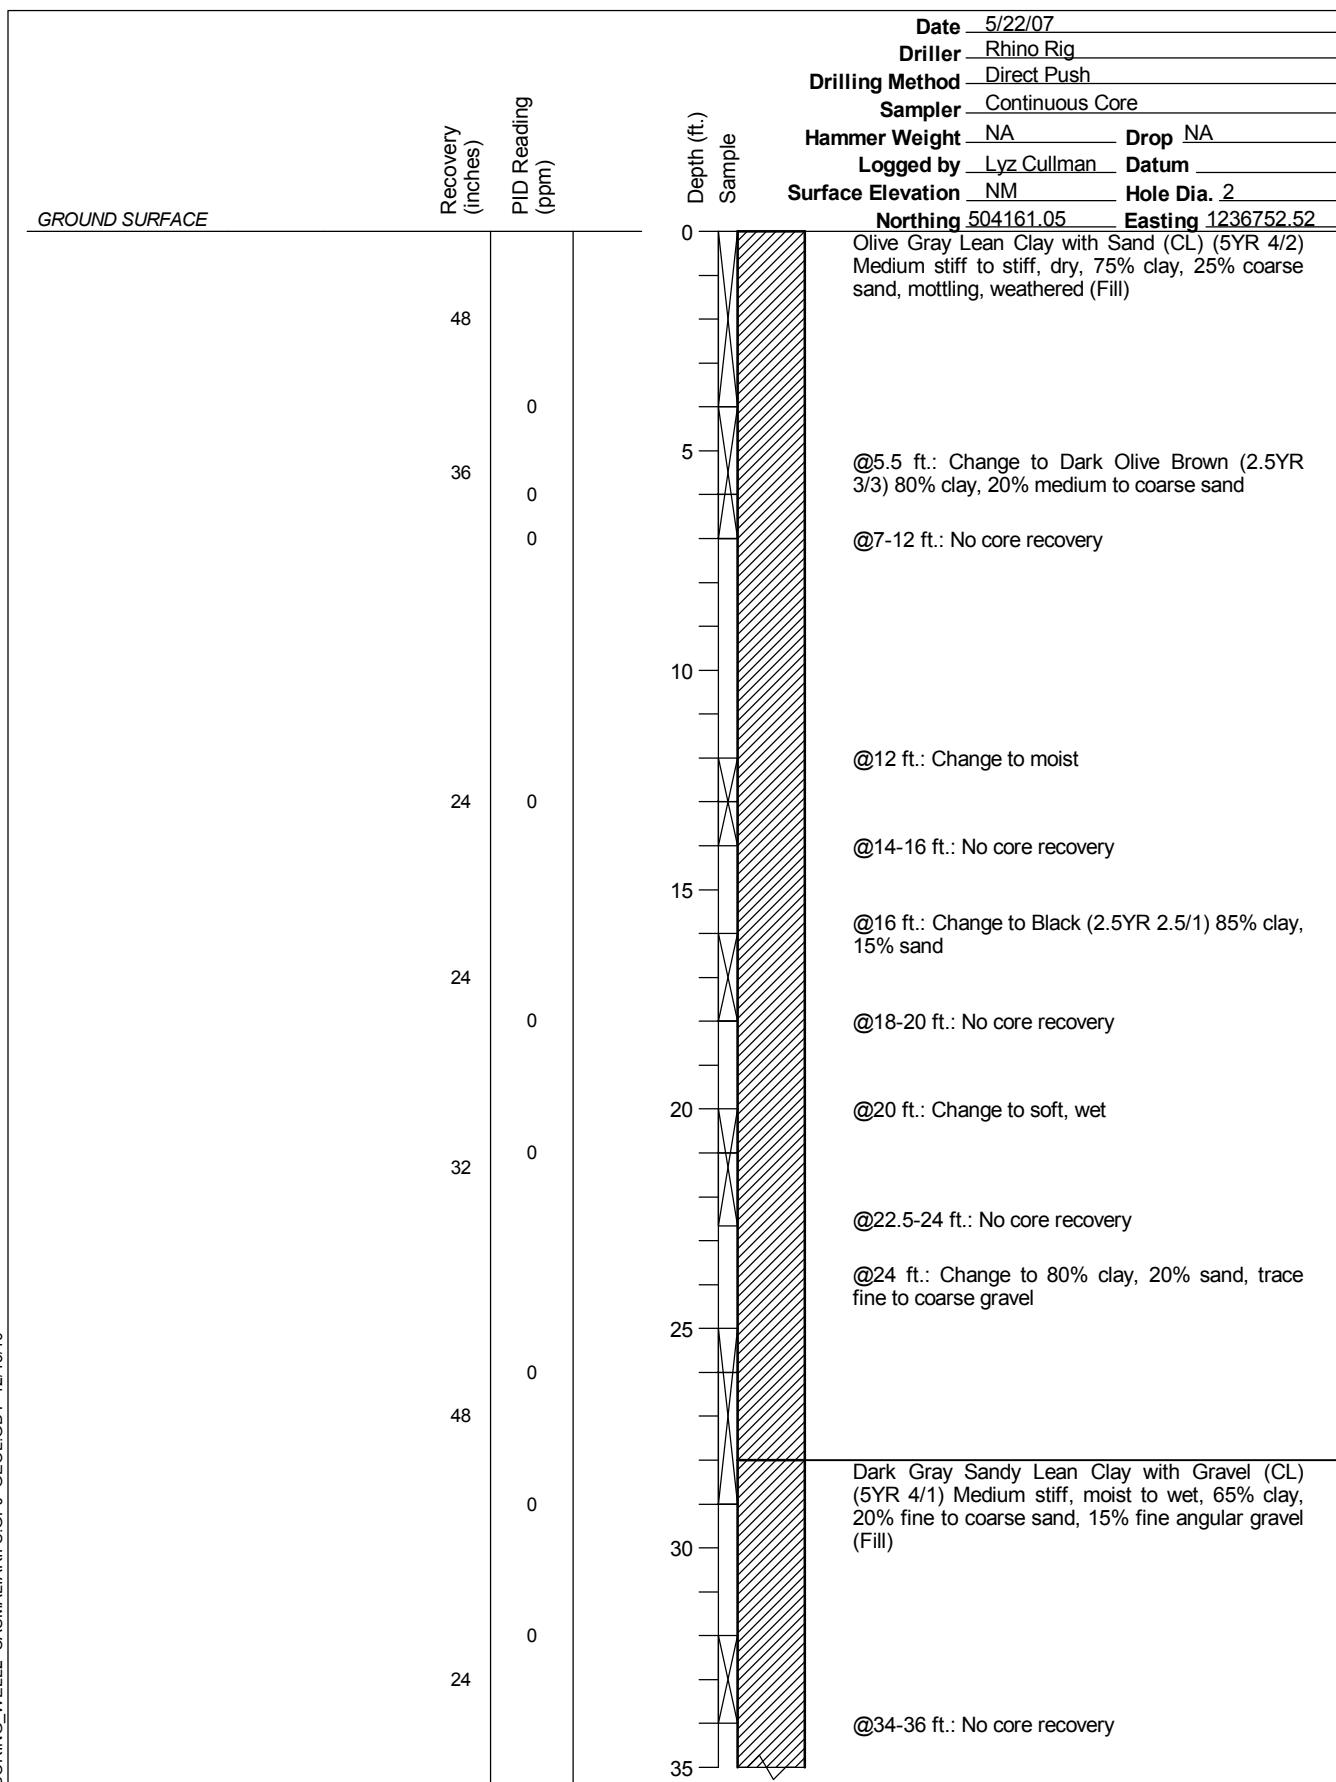 Date 5/22/07
Driller Rhino Rig
Drilling Method Direct Push
Sampler Continuous Core
Hammer Weight NA Drop NA
Logged by Lyz Cullman Datum
Surface Elevation NM Hole Dia. 2
Northing 504161.05 Easting 1236752.52
GROUND SURFACE
Recovery
(inches)
PID Reading
(ppm)
Depth (ft.)
Sample
0
Olive Gray Lean Clay with Sand (CL) (5YR 4/2)
Medium stiff to stiff, dry, 75% clay, 25% coarse
sand, mottling, weathered (Fill)
48
0
5
@5.5 ft.: Change to Dark Olive Brown (2.5YR
36
3/3) 80% clay, 20% medium to coarse sand
0
0
@7-12 ft.: No core recovery
10
@12 ft.: Change to moist
24 0
@14-16 ft.: No core recovery
15
@16 ft.: Change to Black (2.5YR 2.5/1) 85% clay,
15% sand
24
0
@18-20 ft.: No core recovery
20
@20 ft.: Change to soft, wet
0
32
@22.5-24 ft.: No core recovery
@24 ft.: Change to 80% clay, 20% sand, trace
fine to coarse gravel
25
0
48
Dark Gray Sandy Lean Clay with Gravel (CL)
(5YR 4/1) Medium stiff, moist to wet, 65% clay,
0
20% fine to coarse sand, 15% fine angular gravel
(Fill)
30
0
24
@34-36 ft.: No core recovery
35